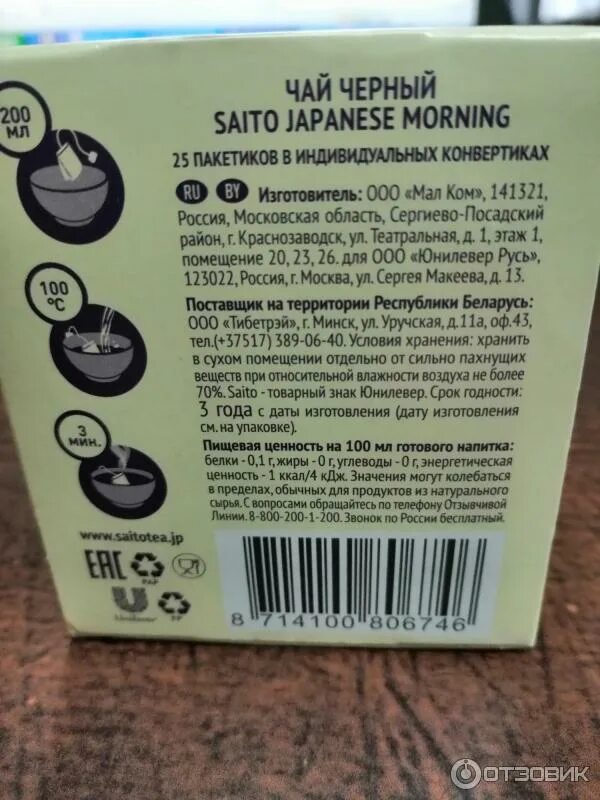 200
МЛ
ЧАЙ ЧЕРНЫЙ
SAITO JAPANESE MORNING
25 ПАКЕТИКОВ В ИНДИВИДУАЛЬНЫХ КОНВЕРТИКАХ
RU BY Изготовитель: ООО «Мал Ком», 141321,
Россия, Московская область, Сергиево-Посадский
район, г. Краснозаводск, ул. Театральная, д. 1, этаж 1,
помещение 20, 23, 26. для ООО «Юнилевер Русь»,
123022, Россия, г. Москва, ул. Сергея Макеева, д. 13.
100
°C
Поставщик на территории Республики Беларусь:
ООО «Тибетрэй», г. Минск, ул. Уручская, д.11а, оф.43,
тел.(+37517) 389-06-40. Условия хранения: хранить
в сухом помещении отдельно от сильно пахнущих
веществ при относительной влажности воздуха не более
70%. Saito - товарный знак Юнилевер. Срок годности:
3 года с даты изготовления (дату изготовления
см. на упаковке).
3
МИН.
Пищевая ценность на 100 мл готового напитка:
белки - 0,1 г, жиры - 0 г, углеводы - 0 г, энергетическая
ценность - 1 ккал/4 кДж. Значения могут колебаться
в пределах, обычных для продуктов из натурального
сырья. С вопросами обращайтесь по телефону Отзывчивой
Линии. 8-800-200-1-200. Звонок по России бесплатный.
www.saitotea.jp
EAC
PAP
Unilever
PP
8 714100 806746
ОТЗОВИК